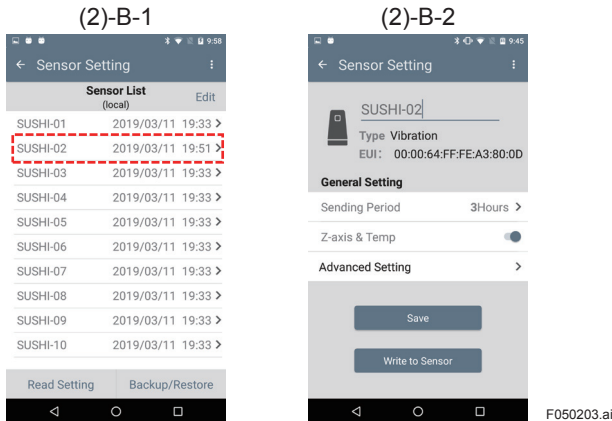 (2)-B-1
9:58
← Sensor Setting
Sensor List
(local)
Edit
SUSHI-01 2019/03/11 19:33 >
SUSHI-02 2019/03/11 19:51 >
SUSHI-03 2019/03/11 19:33 >
SUSHI-04 2019/03/11 19:33 >
SUSHI-05 2019/03/11 19:33 >
SUSHI-06 2019/03/11 19:33 >
SUSHI-07 2019/03/11 19:33 >
SUSHI-08 2019/03/11 19:33 >
SUSHI-09 2019/03/11 19:33 >
SUSHI-10 2019/03/11 19:33 >
Read Setting Backup/Restore
(2)-B-2
9:45
← Sensor Setting
SUSHI-02
Type Vibration
EUI: 00:00:64:FF:FE:A3:80:0D
General Setting
Sending Period 3Hours >
Z-axis & Temp
Advanced Setting >
Save
Write to Sensor
F050203.ai